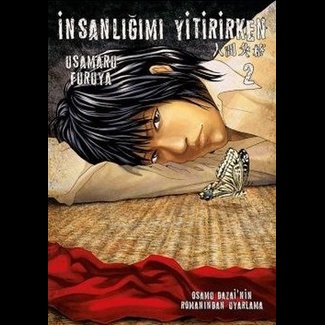 İNSANLIĞIMI YİTİRİRKEN
USAMARU
FURUYA
人間失格
2
OSAMU DAZAI'NİN
ROMANINDAN UYARLAMA